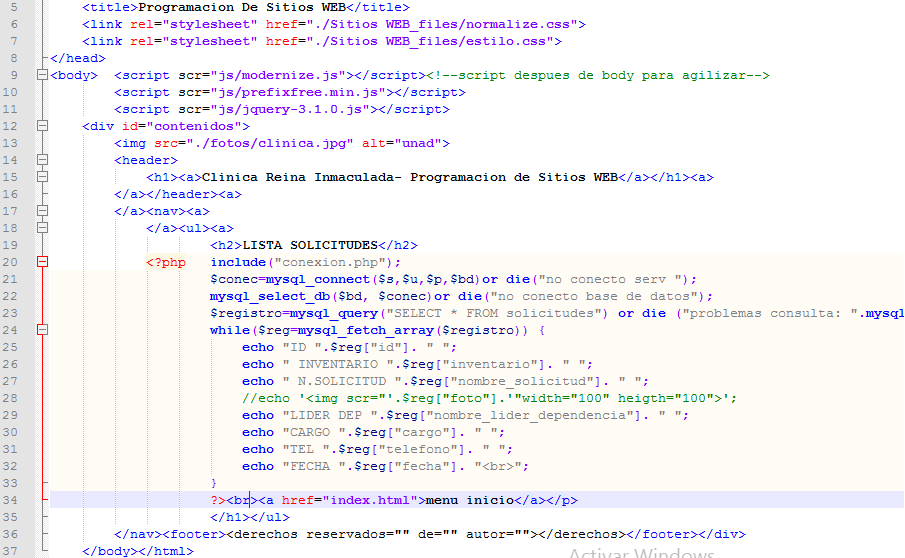 5 <title>Programacion De Sitios WEB</title>
6 <link rel="stylesheet" href="./Sitios WEB_files/normalize.css">
7 <link rel="stylesheet" href="./Sitios WEB_files/estilo.css">
8 </head>
9 <body> <script scr="js/modernize.js"></script><!--script despues de body para agilizar-->
10 <script scr="js/prefixfree.min.js"></script>
11 <script scr="js/jquery-3.1.0.js"></script>
12 <div id="contenidos">
13 <img src="./fotos/clinica.jpg" alt="unad">
14 <header>
15 <h1><a>Clinica Reina Inmaculada- Programacion de Sitios WEB</a></h1><a>
16 </a></header><a>
17 </a><nav><a>
18 </a><ul><a>
19 <h2>LISTA SOLICITUDES</h2>
20 <?php include("conexion.php");
21 $conec=mysql_connect($s,$u,$p,$bd)or die("no conecto serv ");
22 mysql_select_db($bd, $conec)or die("no conecto base de datos");
23 $registro=mysql_query("SELECT * FROM solicitudes") or die ("problemas consulta: ".mysql
24 while($reg=mysql_fetch_array($registro)) {
25 echo "ID ".$reg["id"]. " ";
26 echo " INVENTARIO ".$reg["inventario"]. " ";
27 echo " N.SOLICITUD ".$reg["nombre_solicitud"]. " ";
28 //echo '<img scr="'.$reg["foto"].'"width="100" heigth="100">';
29 echo "LIDER DEP ".$reg["nombre_lider_dependencia"]. " ";
30 echo "CARGO ".$reg["cargo"]. " ";
31 echo "TEL ".$reg["telefono"]. " ";
32 echo "FECHA ".$reg["fecha"]. "<br>";
33 }
34 ?><br><a href="index.html">menu inicio</a></p>
35 </h1></ul>
36 </nav><footer><derechos reservados="" de="" autor=""></derechos></footer></div>
37 </body></html>
Activar Windows